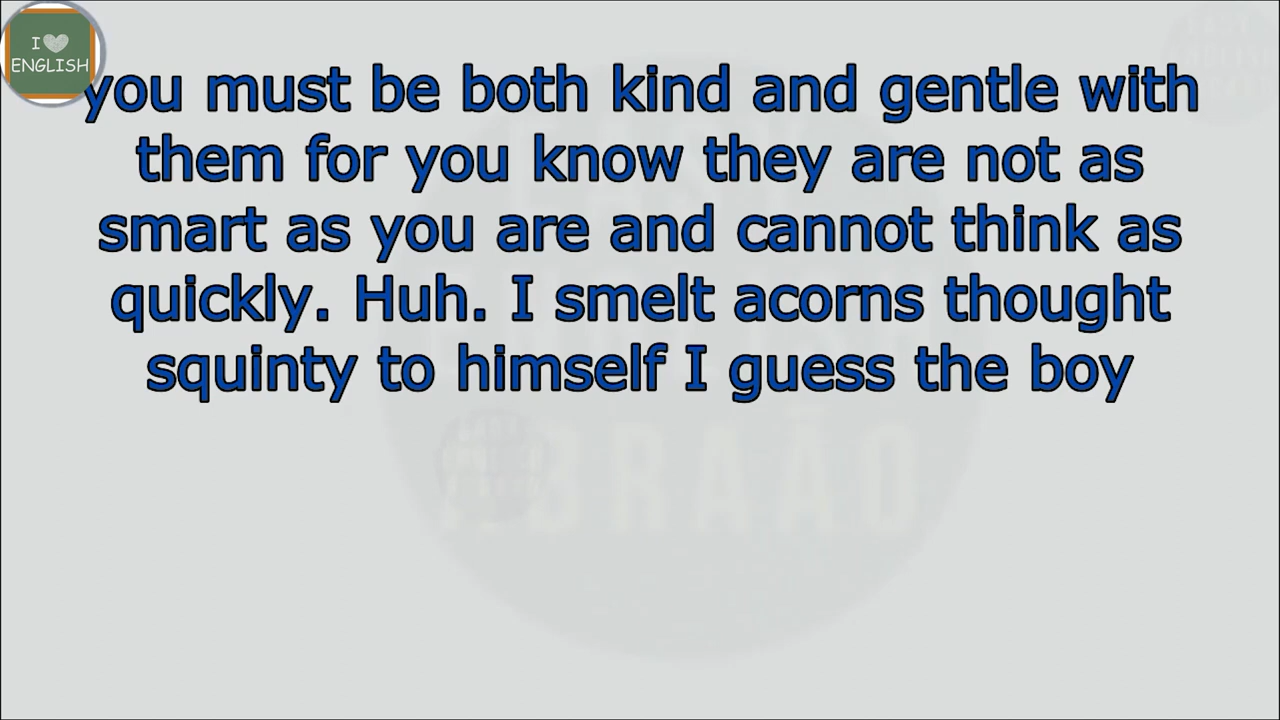 I
ENGLISH
you must be both kind and gentle with
them for you know they are not as
smart as you are and cannot think as
quickly. Huh. I smelt acorns thought
squinty to himself I guess the boy